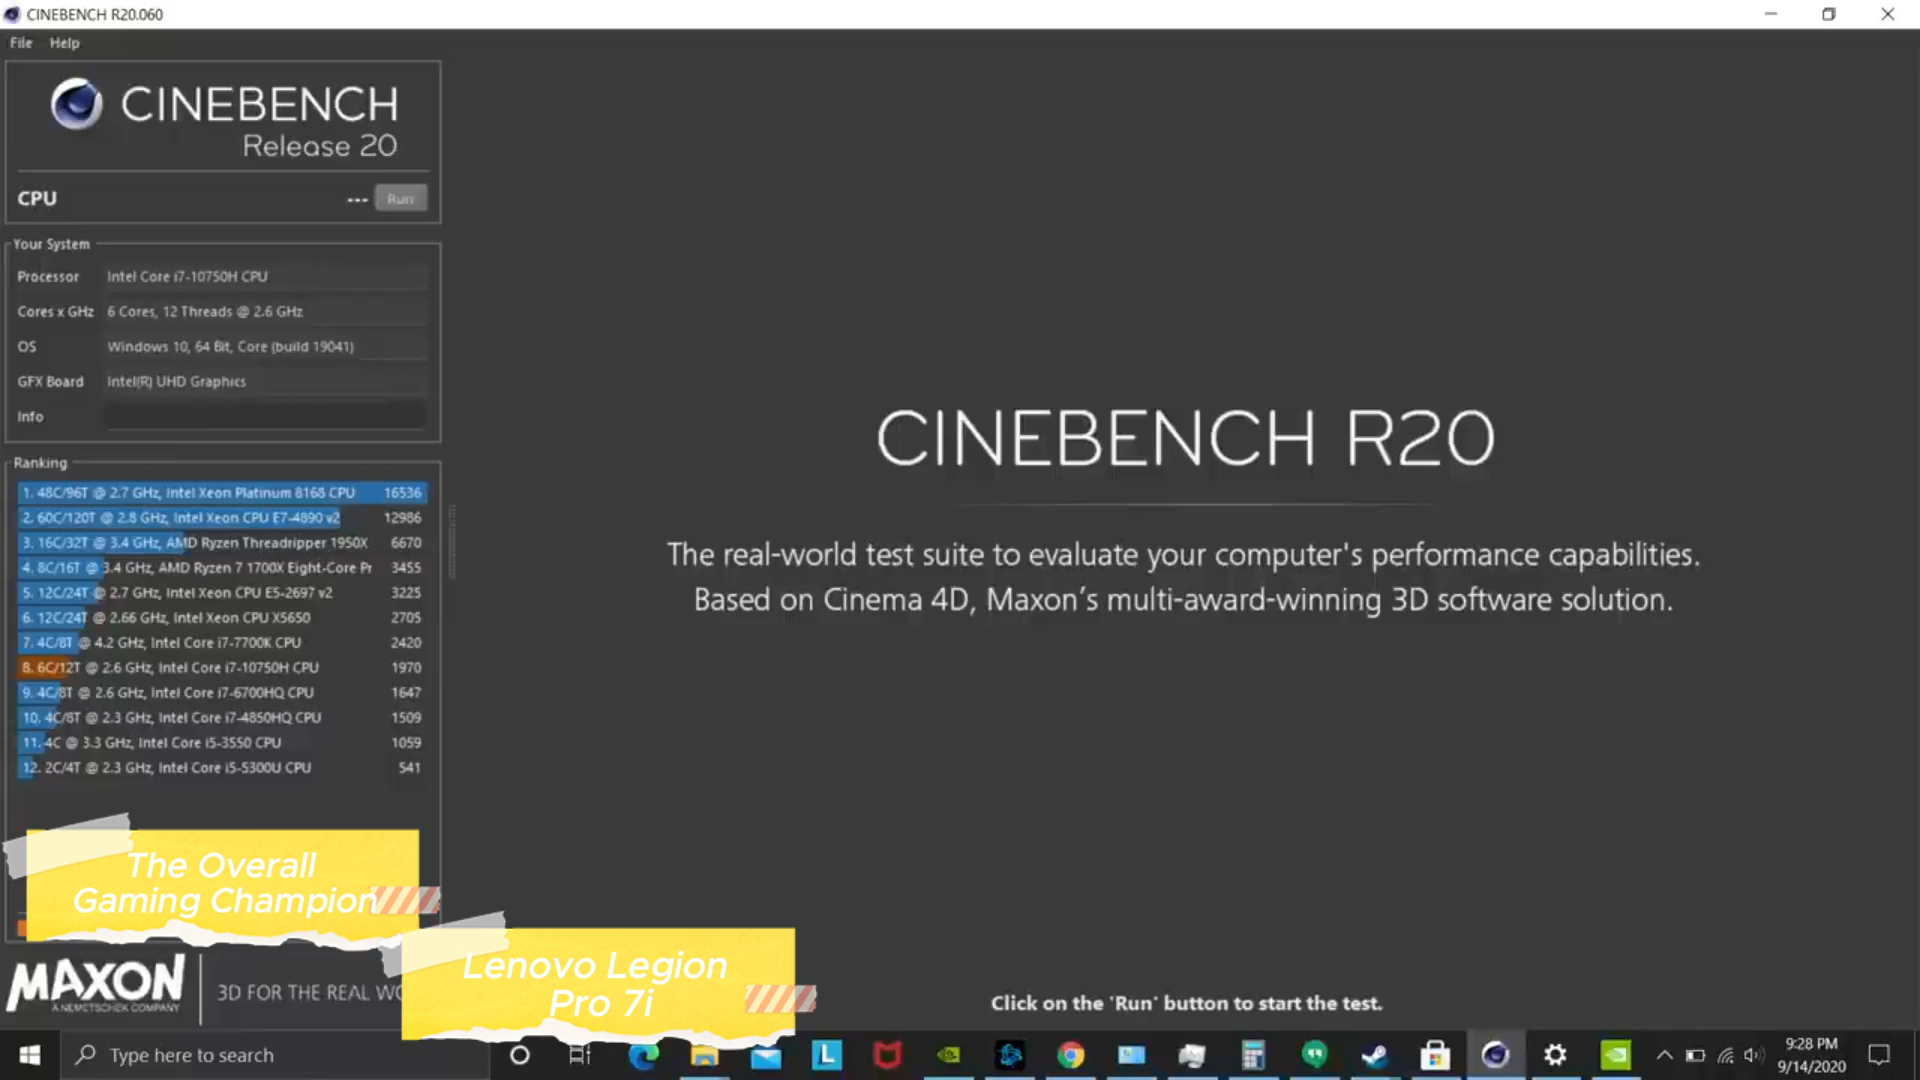 CINEBENCH R20.060
File Help
CINEBENCH
Release 20
CPU --- Run
Your System
Processor Intel Core i7-10750H CPU
Cores x GHz 6 Cores, 12 Threads @ 2.6 GHz
OS Windows 10, 64 Bit, Core (build 19041)
GFX Board Intel(R) UHD Graphics
Info
Ranking
1. 48C/96T @ 2.7 GHz, Intel Xeon Platinum 8168 CPU 16536
2. 60C/120T @ 2.8 GHz, Intel Xeon CPU E7-4890 v2 12986
3. 16C/32T @ 3.4 GHz, AMD Ryzen Threadripper 1950X 6670
4. 8C/16T @ 3.4 GHz, AMD Ryzen 7 1700X Eight-Core Pr 3455
5. 12C/24T @ 2.7 GHz, Intel Xeon CPU E5-2697 v2 3225
6. 12C/24T @ 2.66 GHz, Intel Xeon CPU X5650 2705
7. 4C/8T @ 4.2 GHz, Intel Core i7-7700K CPU 2420
8. 6C/12T @ 2.6 GHz, Intel Core i7-10750H CPU 1970
9. 4C/8T @ 2.6 GHz, Intel Core i7-6700HQ CPU 1647
10. 4C/8T @ 2.3 GHz, Intel Core i7-4850HQ CPU 1509
11. 4C @ 3.3 GHz, Intel Core i5-3550 CPU 1059
12. 2C/4T @ 2.3 GHz, Intel Core i5-5300U CPU 541
CINEBENCH R20
The real-world test suite to evaluate your computer's performance capabilities.
Based on Cinema 4D, Maxon's multi-award-winning 3D software solution.
The Overall
Gaming Champion
Lenovo Legion
Pro 7i
MAXON
A NEMETSCHEK COMPANY
3D FOR THE REAL WO
Click on the 'Run' button to start the test.
Type here to search
L
9:28 PM
9/14/2020